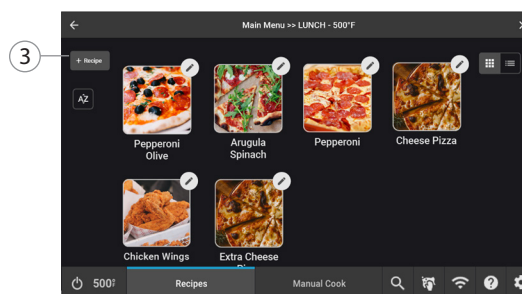 Main Menu >> LUNCH - 500°F
3
+ Recipe
AZ
Pepperoni
Olive
Arugula
Spinach
Pepperoni
Cheese Pizza
Chicken Wings
Extra Cheese
500°F
Recipes
Manual Cook
?